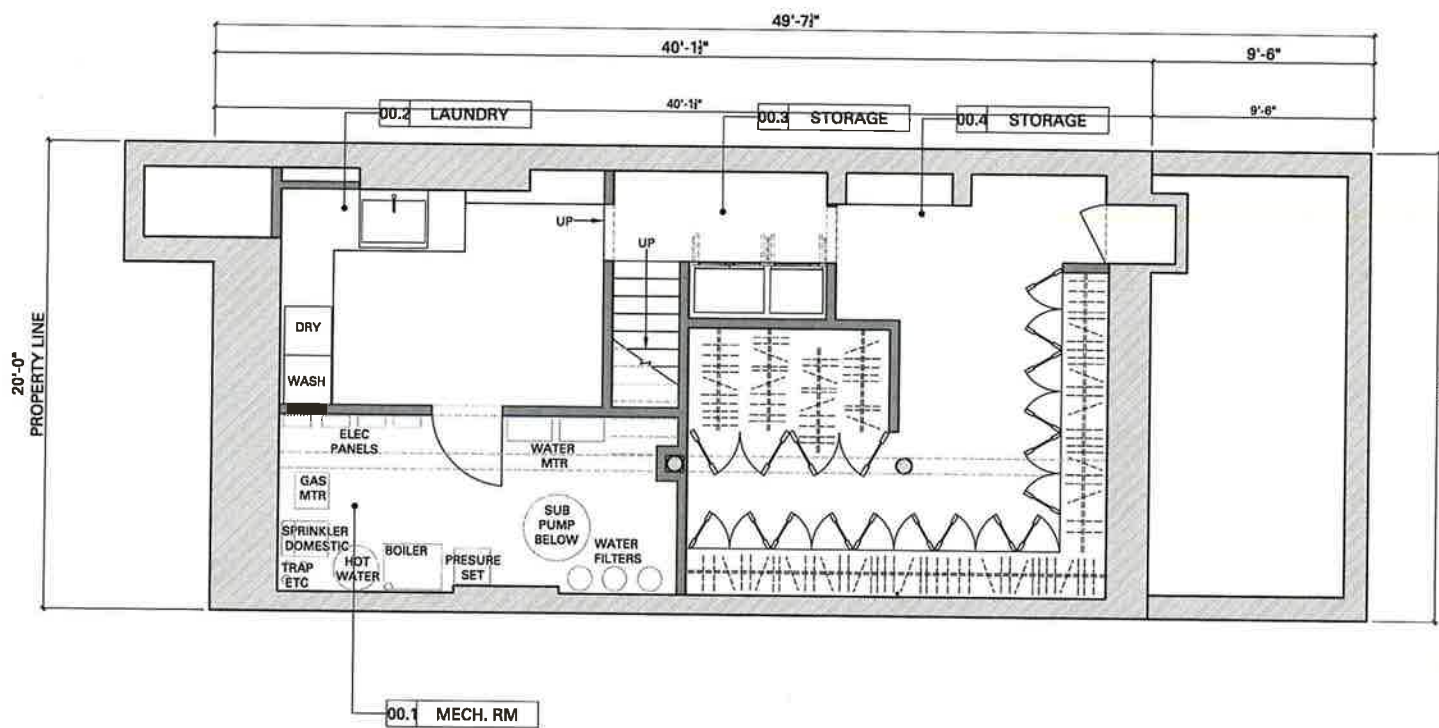 49'-7½"
40'-1½"
9'-6"
40'-1½"
9'-6"
00.2 LAUNDRY
00.3 STORAGE
00.4 STORAGE
UP
UP
20'-0"
PROPERTY LINE
DRY
WASH
ELEC
PANELS
WATER
MTR
GAS
MTR
SUB
PUMP
BELOW
SPRINKLER
DOMESTIC
BOILER
WATER
FILTERS
TRAP
ETC
HOT
WATER
PRESURE
SET
00.1 MECH. RM